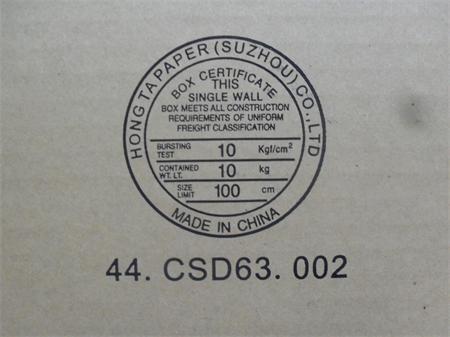 HONG TA PAPER (SUZHOU) CO.,LTD
BOX CERTIFICATE
THIS
SINGLE WALL
BOX MEETS ALL CONSTRUCTION
REQUIREMENTS OF UNIFORM
FREIGHT CLASSIFICATION
BURSTING TEST 10 Kgf/cm²
CONTAINED WT. LT. 10 kg
SIZE LIMIT 100 cm
MADE IN CHINA
44. CSD63. 002